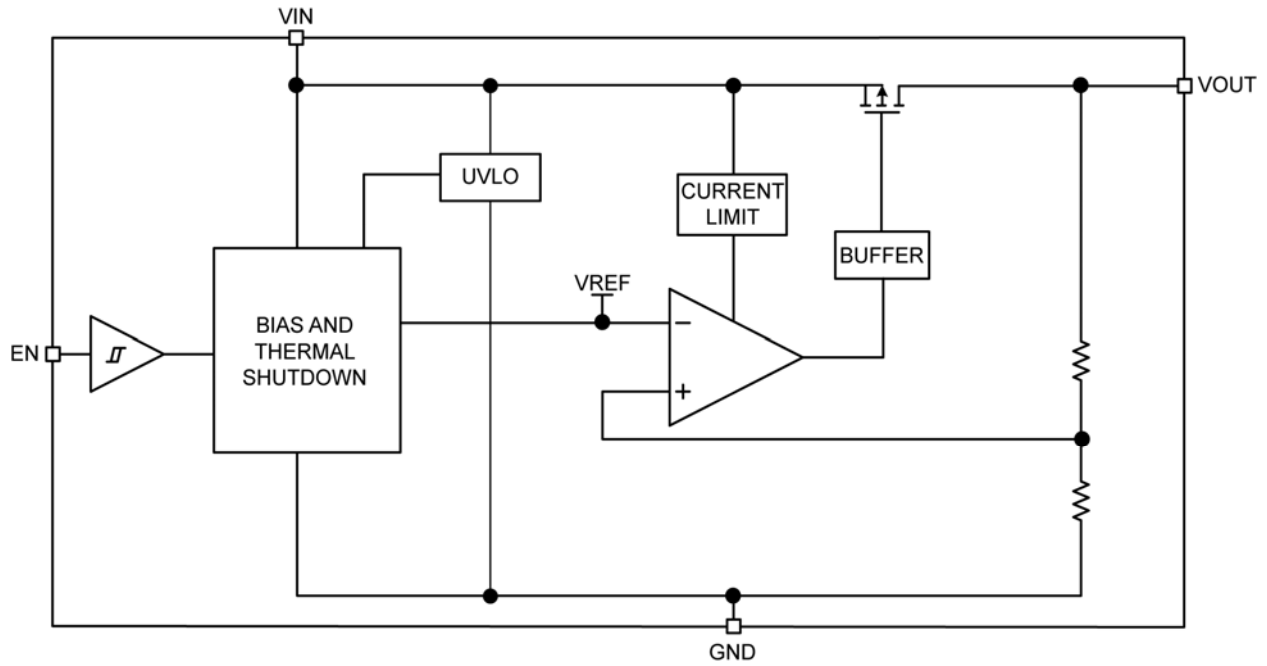 VIN
VOUT
UVLO
CURRENT
LIMIT
BUFFER
VREF
EN
BIAS AND
THERMAL
SHUTDOWN
−
+
GND